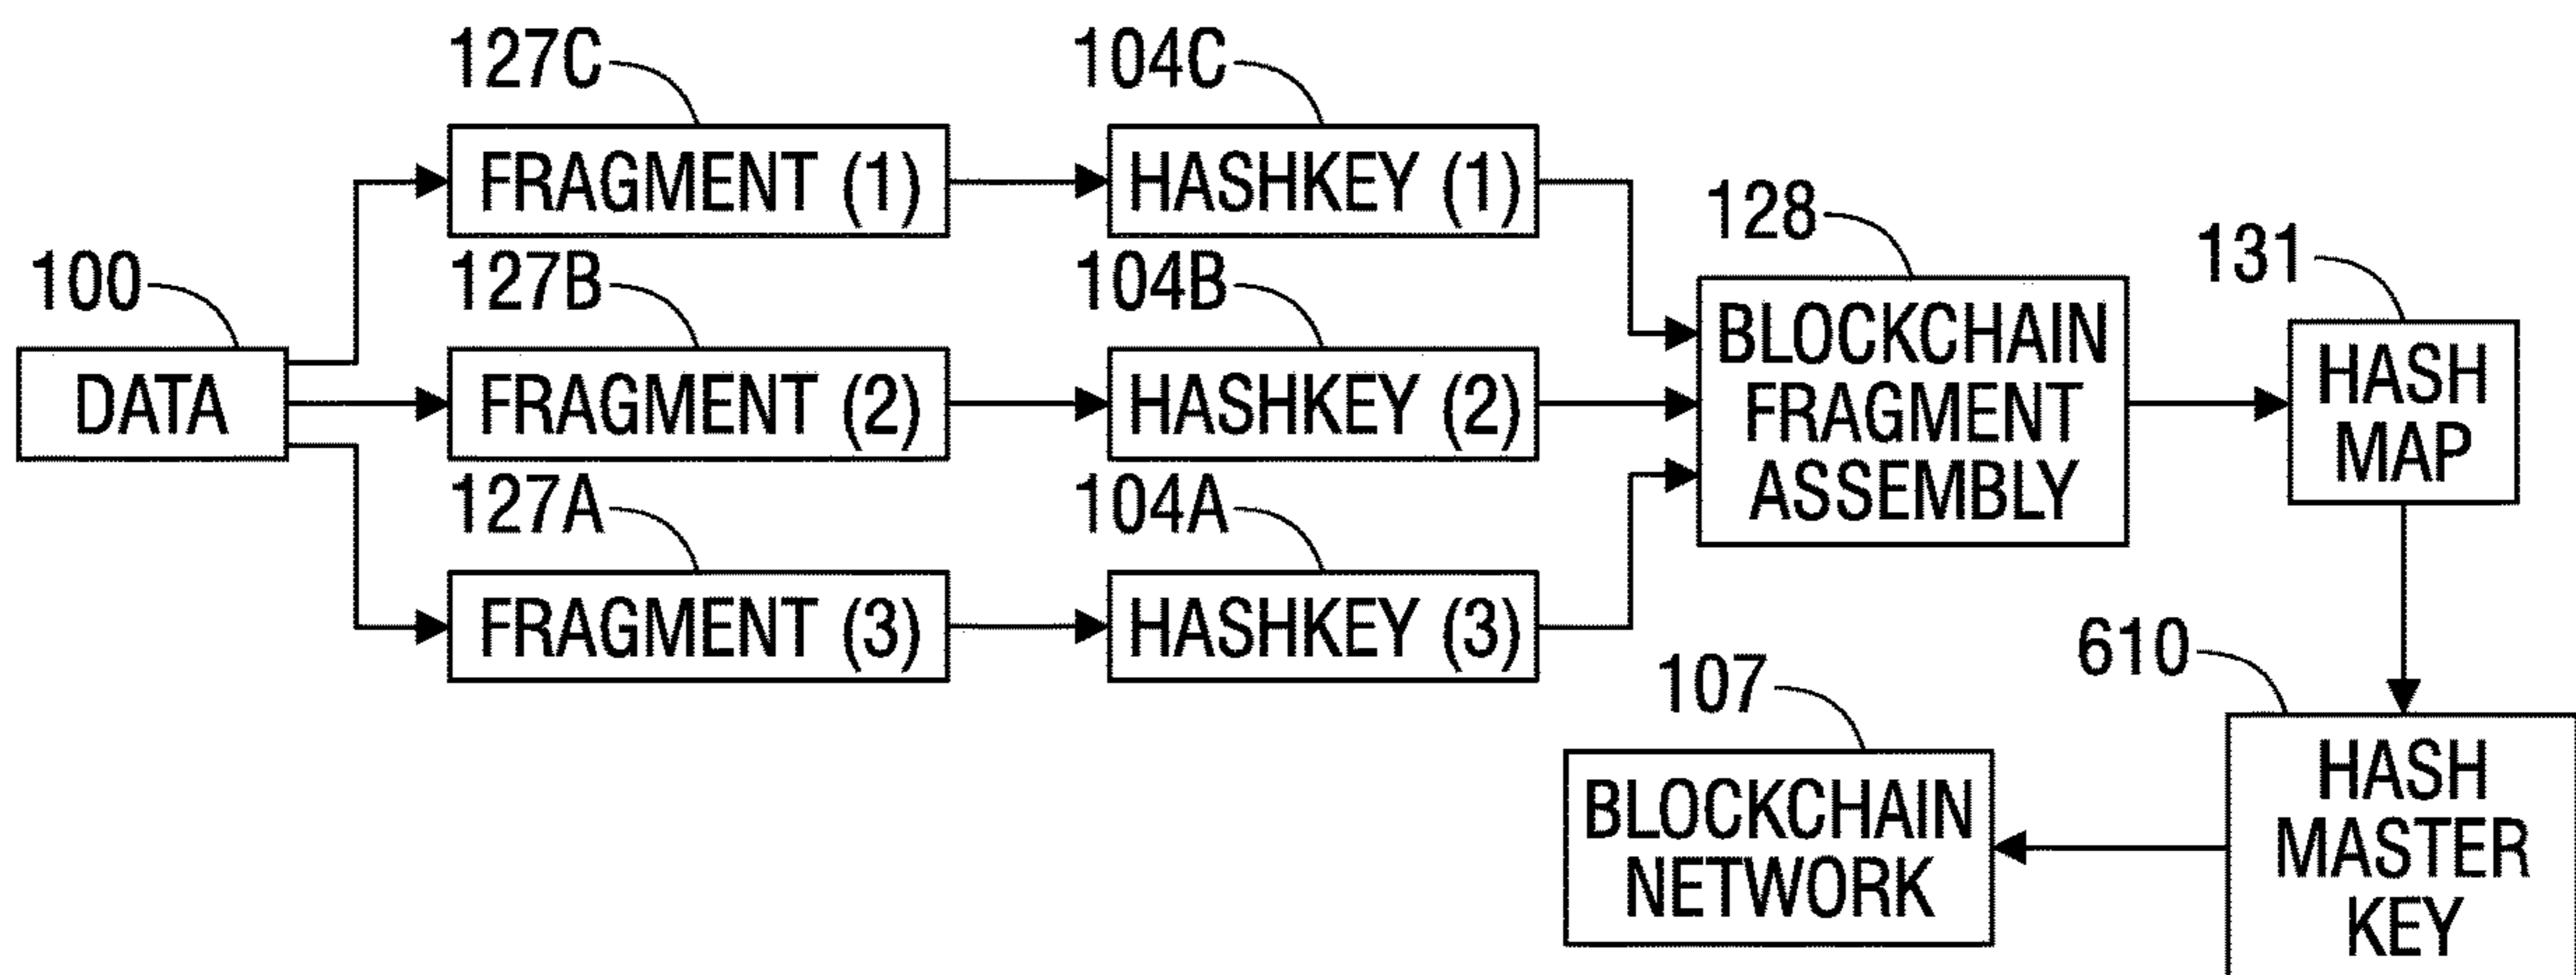 127C
104C
FRAGMENT (1)
HASHKEY (1)
128
131
100
127B
104B
DATA
FRAGMENT (2)
HASHKEY (2)
BLOCKCHAIN
FRAGMENT
ASSEMBLY
HASH
MAP
127A
104A
FRAGMENT (3)
HASHKEY (3)
107
610
BLOCKCHAIN
NETWORK
HASH
MASTER
KEY